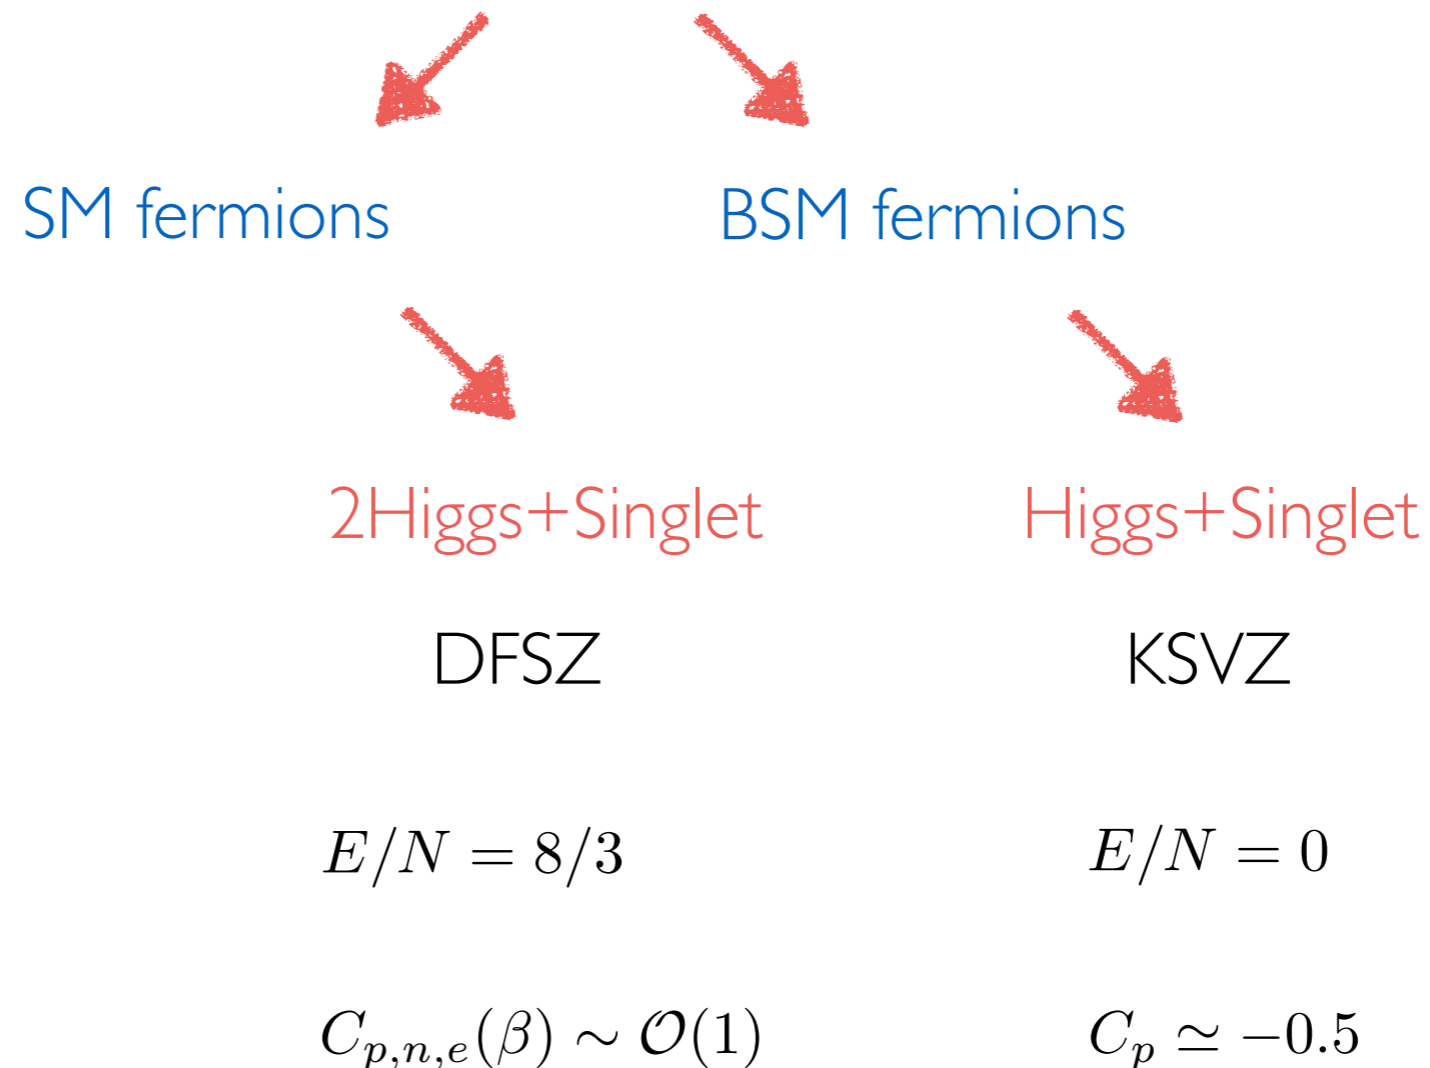 SM fermions
BSM fermions
2Higgs+Singlet
Higgs+Singlet
DFSZ
KSVZ
E/N = 8/3
E/N = 0
C_{p,n,e}(β) ∼ 𝒪(1)
C_p ≃ −0.5